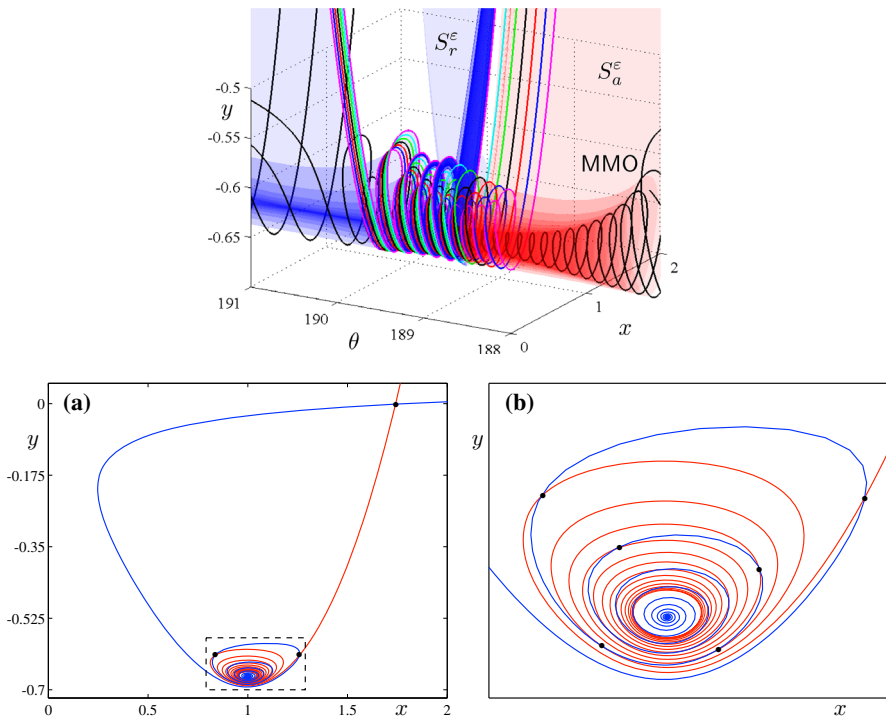 S_r^ε
S_a^ε
MMO
-0.5
y
-0.55
-0.6
-0.65
191
190
189
188
θ
0
1
2
x
(a)
0
y
-0.175
-0.35
-0.525
-0.7
0
0.5
1
1.5
x
2
(b)
y
x